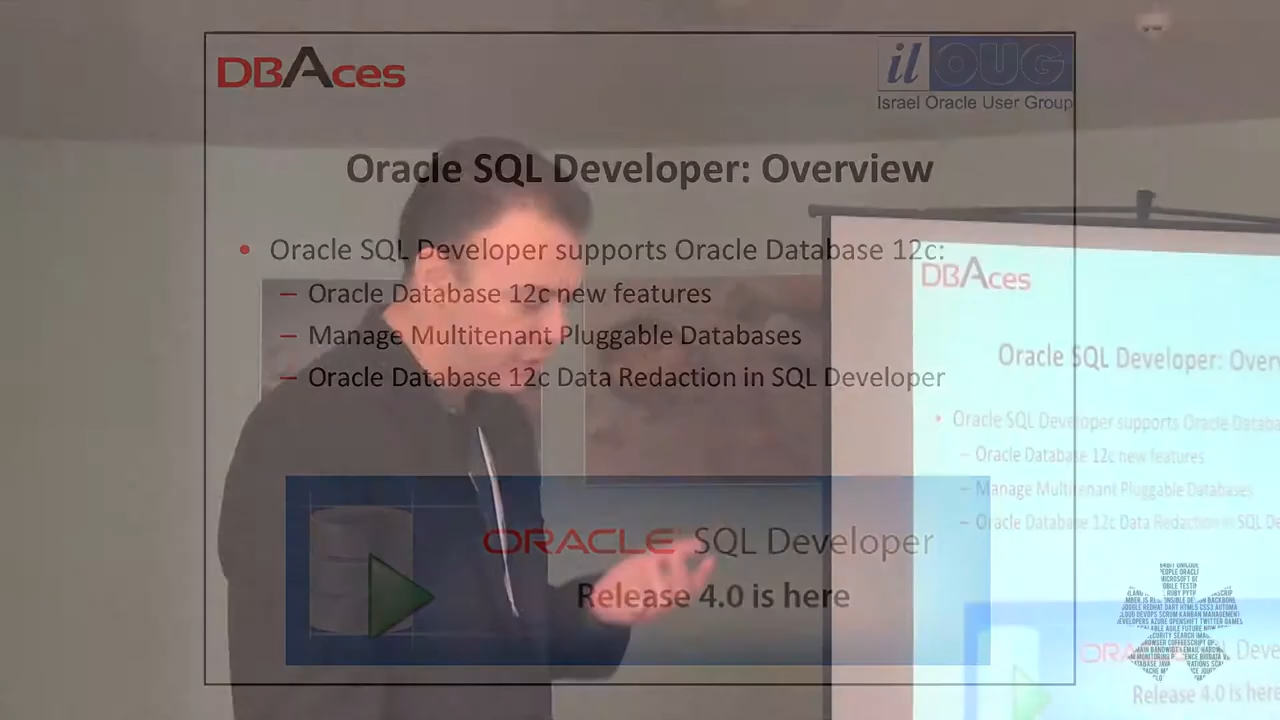 DBAces
il OUG
Israel Oracle User Group
Oracle SQL Developer: Overview
• Oracle SQL Developer supports Oracle Database 12c:
– Oracle Database 12c new features
– Manage Multitenant Pluggable Databases
– Oracle Database 12c Data Redaction in SQL Developer
ORACLE SQL Developer
Release 4.0 is here
DBAces
Oracle SQL Developer: Over
• Oracle SQL Developer supports Oracle Databa
– Oracle Database 12c new features
– Manage Multitenant Pluggable Databases
– Oracle Database 12c Data Redaction in SQL De
Deve
Release 4.0 is here